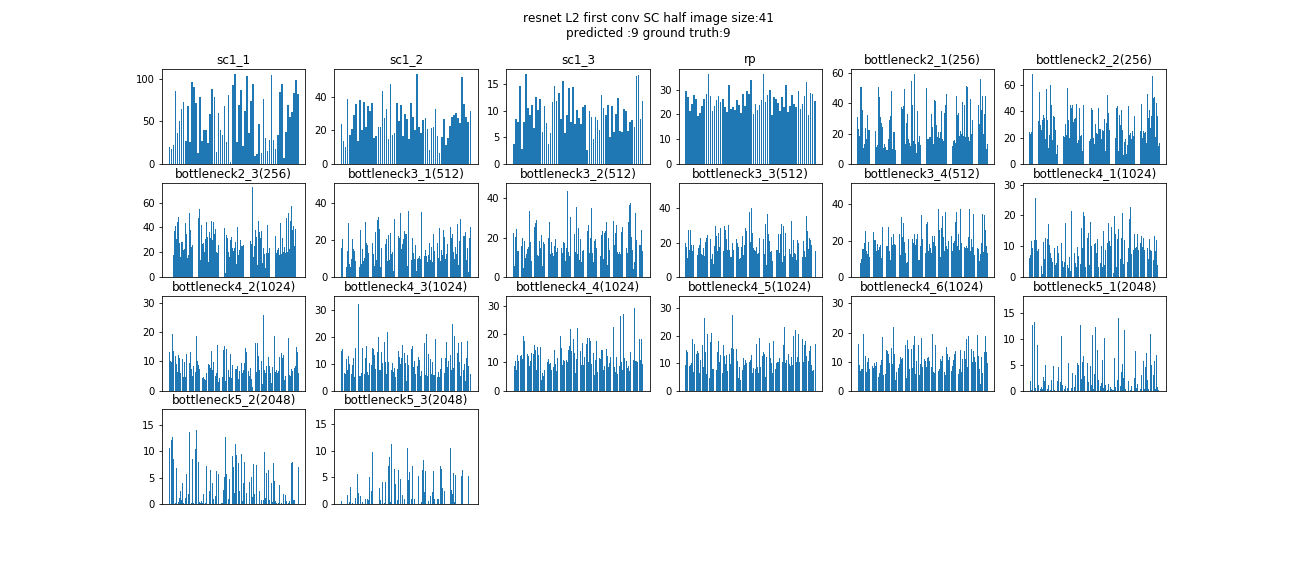 resnet L2 first conv SC half image size:41
predicted :9 ground truth:9
sc1_1 sc1_2 sc1_3 rp bottleneck2_1(256) bottleneck2_2(256)
100 50 0
40 20 0
15 10 5 0
30 20 10 0
60 40 20 0
60 40 20 0
bottleneck2_3(256) bottleneck3_1(512) bottleneck3_2(512) bottleneck3_3(512) bottleneck3_4(512) bottleneck4_1(1024)
60 40 20 0
40 20 0
40 20 0
40 20 0
40 20 0
30 20 10 0
bottleneck4_2(1024) bottleneck4_3(1024) bottleneck4_4(1024) bottleneck4_5(1024) bottleneck4_6(1024) bottleneck5_1(2048)
30 20 10 0
30 20 10 0
30 20 10 0
30 20 10 0
30 20 10 0
15 10 5 0
bottleneck5_2(2048) bottleneck5_3(2048)
15 10 5 0
15 10 5 0